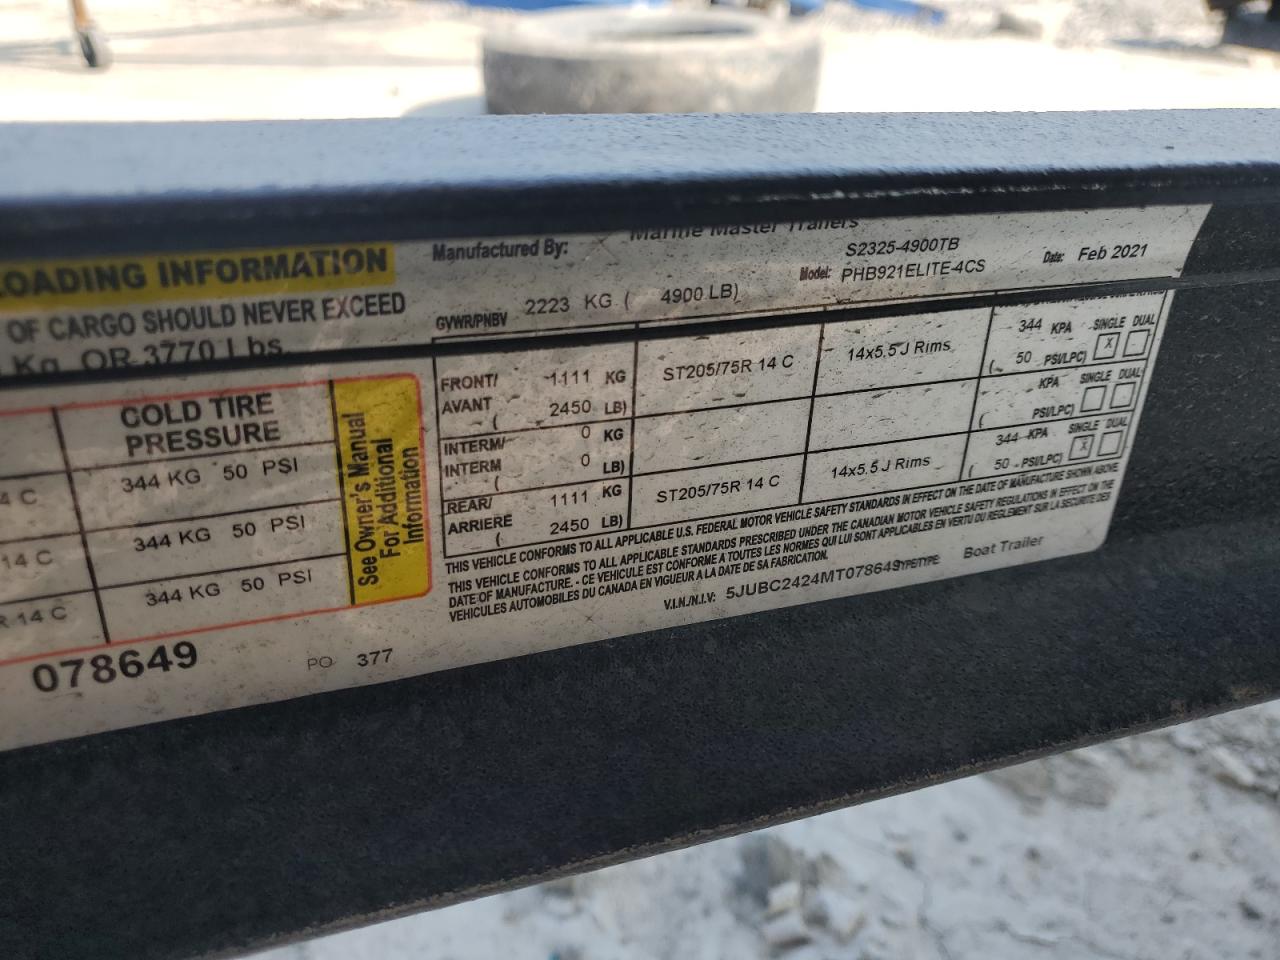 LOADING INFORMATION
OF CARGO SHOULD NEVER EXCEED
Kg OR 3770 Lbs.
COLD TIRE
PRESSURE
4 C 344 KG 50 PSI
14 C 344 KG 50 PSI
R 14 C 344 KG 50 PSI
See Owner's Manual
For Additional
Information
078649
PO 377
Manufactured By: Marine Master Trailers
S2325-4900TB
Model: PHB921ELITE-4CS
Date: Feb 2021
GVWR/PNBV 2223 KG ( 4900 LB)
FRONT/ 1111 KG
AVANT ( 2450 LB)
ST205/75R 14 C
14x5.5 J Rims
344 KPA SINGLE DUAL
( 50 PSI/LPC) X
INTERM/ 0 KG
INTERM ( 0 LB)
KPA SINGLE DUAL
( PSI/LPC)
REAR/ 1111 KG
ARRIERE ( 2450 LB)
ST205/75R 14 C
14x5.5 J Rims
344 KPA SINGLE DUAL
( 50 PSI/LPC) X
THIS VEHICLE CONFORMS TO ALL APPLICABLE U.S. FEDERAL MOTOR VEHICLE SAFETY STANDARDS IN EFFECT ON THE DATE OF MANUFACTURE SHOWN ABOVE
THIS VEHICLE CONFORMS TO ALL APPLICABLE STANDARDS PRESCRIBED UNDER THE CANADIAN MOTOR VEHICLE SAFETY REGULATIONS IN EFFECT ON THE
DATE OF MANUFACTURE. - CE VEHICULE EST CONFORME A TOUTES LES NORMES QUI LUI SONT APPLICABLES EN VERTU DU REGLEMENT SUR LA SECURITE DES
VEHICULES AUTOMOBILES DU CANADA EN VIGUEUR A LA DATE DE SA FABRICATION.
V.I.N./N.I.V: 5JUBC2424MT078649 TYPE/TYPE: Boat Trailer